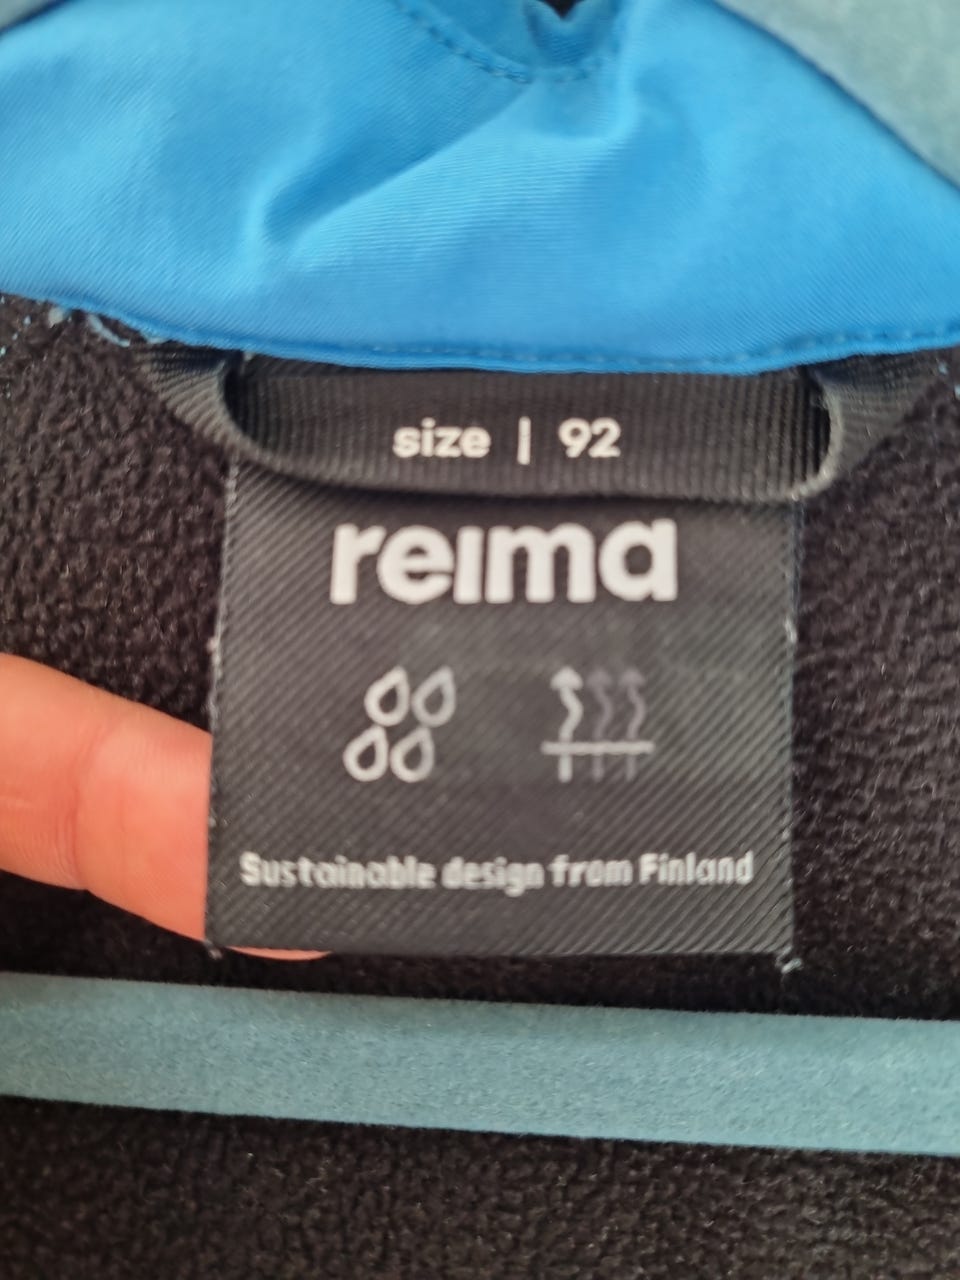 size | 92
reima
Sustainable design from Finland